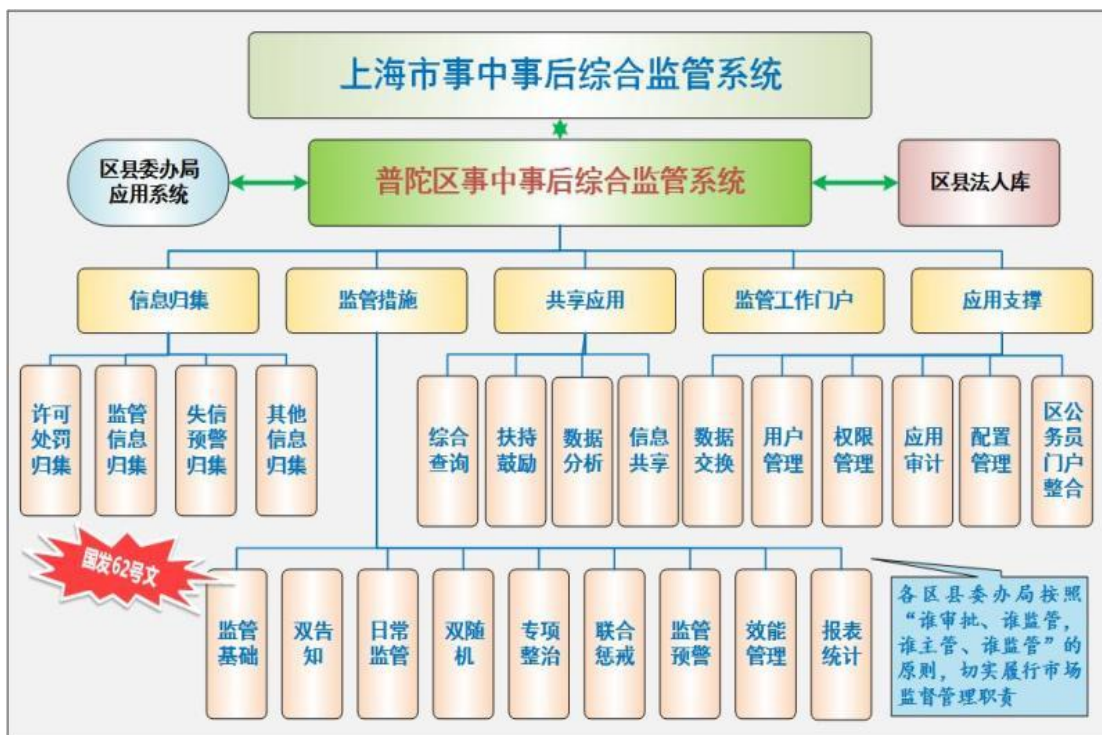 上海市事中事后综合监管系统
区县委办局
应用系统
普陀区事中事后综合监管系统
区县法人库
信息归集
监管措施
共享应用
监管工作门户
应用支撑
许可
处罚
归集
监管
信息
归集
失信
预警
归集
其他
信息
归集
综合
查询
扶持
鼓励
数据
分析
信息
共享
数据
交换
用户
管理
权限
管理
应用
审计
配置
管理
区公
务员
门户
整合
国发62号文
监管
基础
双告
知
日常
监管
双随
机
专项
整治
联合
惩戒
监管
预警
效能
管理
报表
统计
各区县委办局按照
“谁审批、谁监管，
谁主管、谁监管”的
原则，切实履行市场
监督管理职责